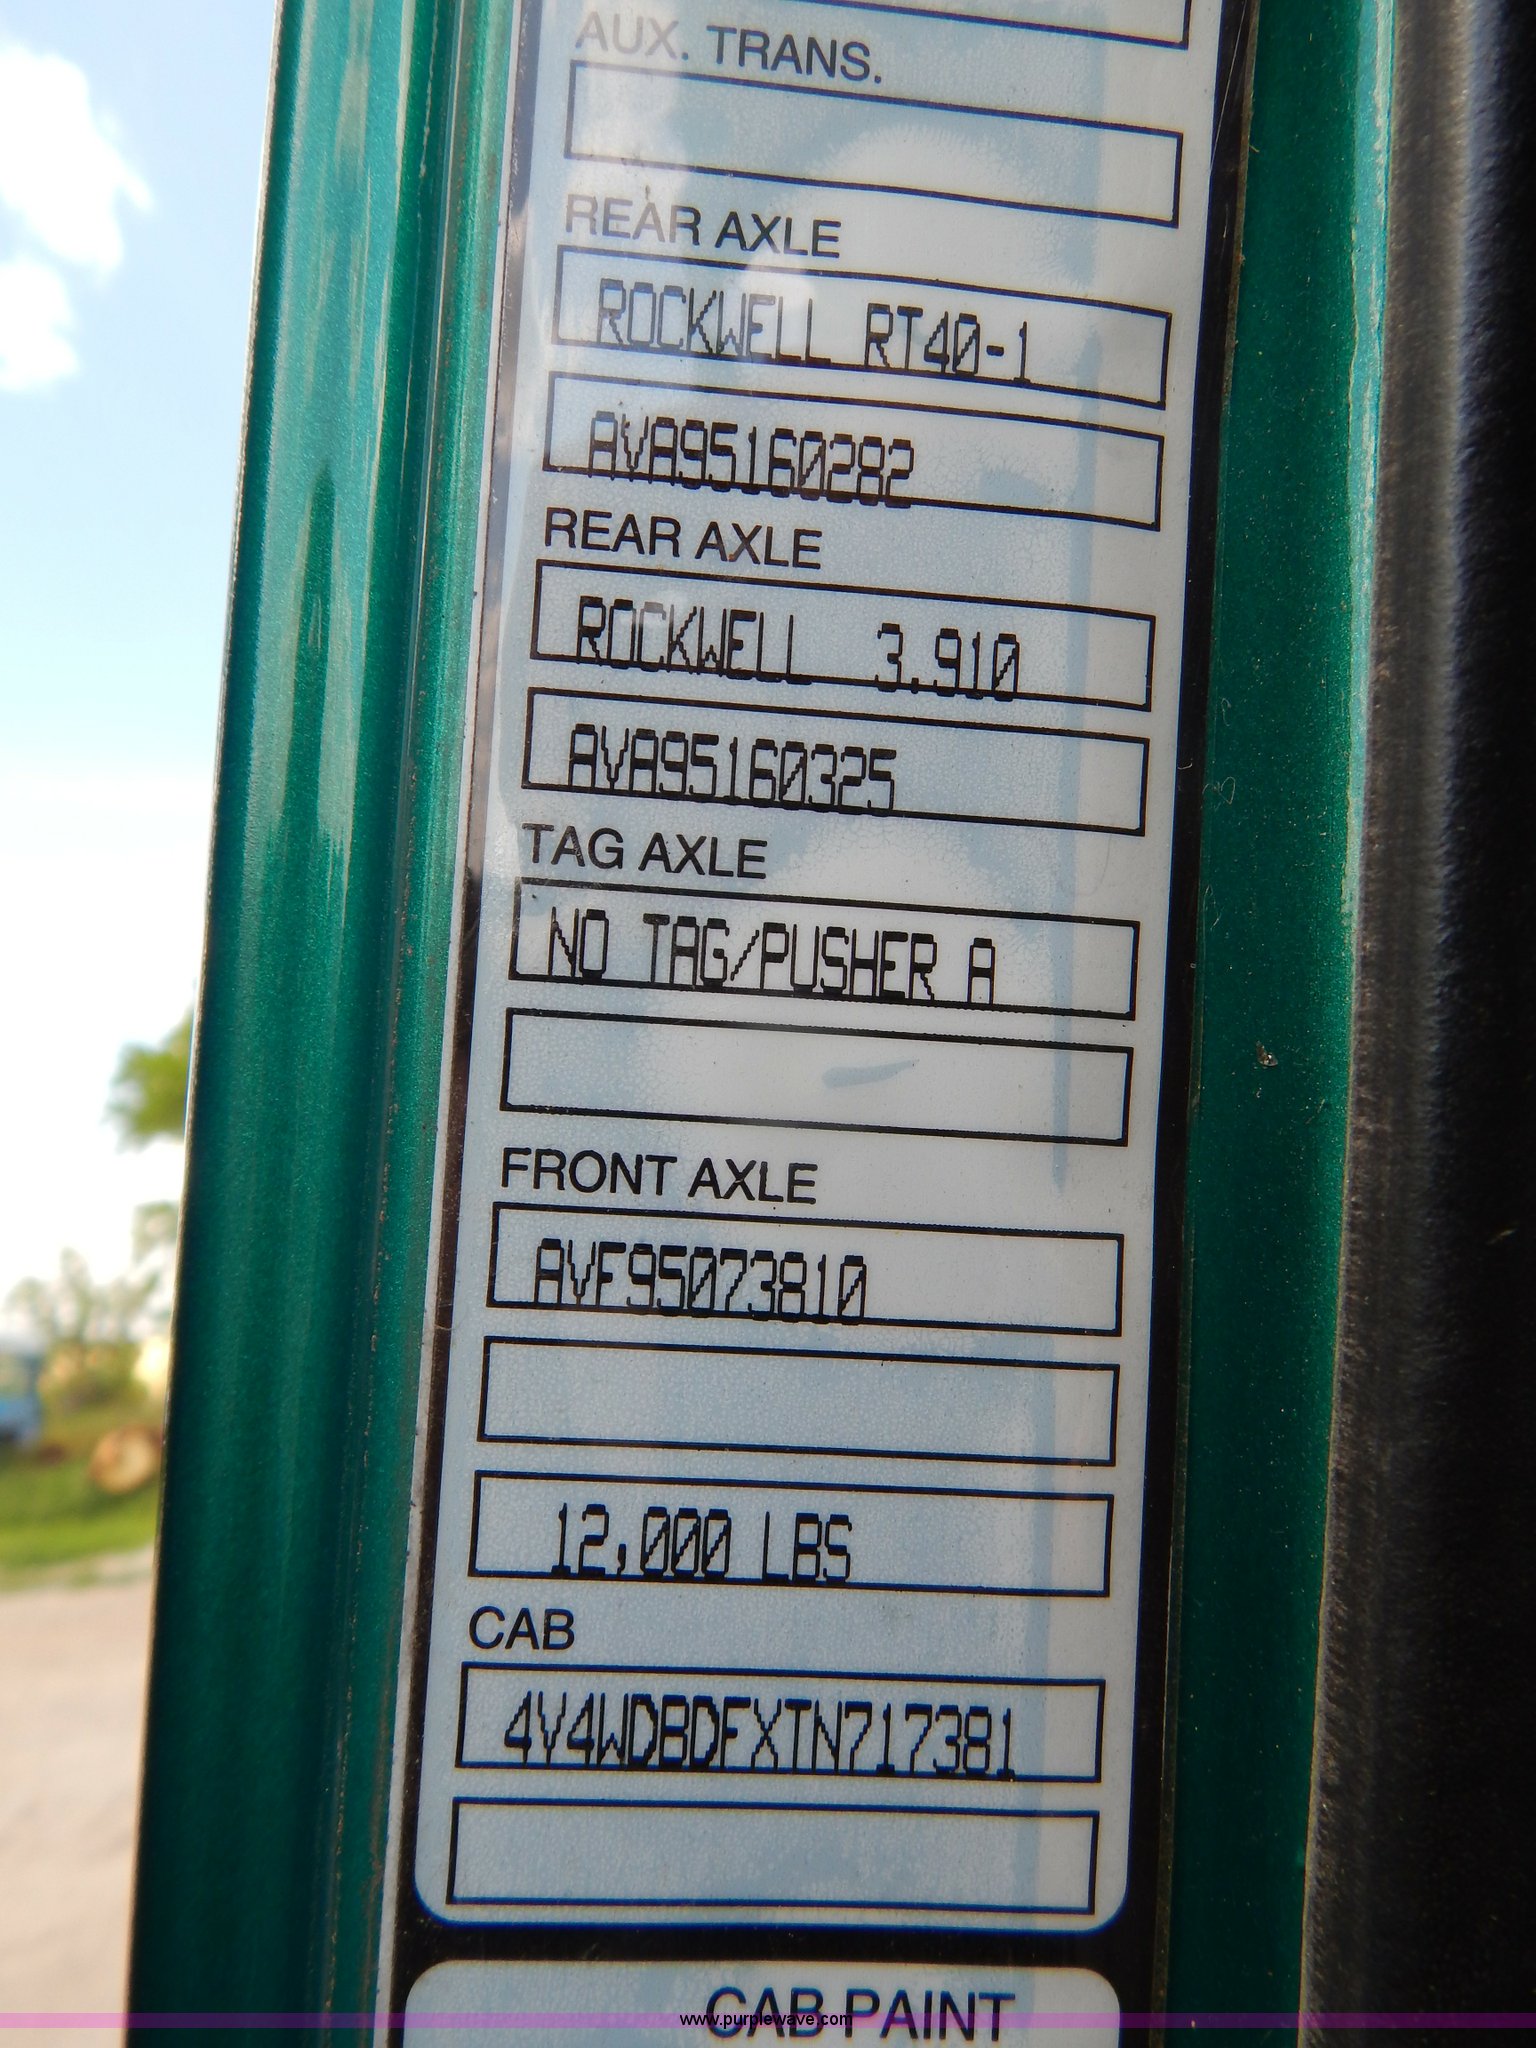 AUX. TRANS.
REAR AXLE
ROCKWELL RT40-1
AVA95160282
REAR AXLE
ROCKWELL 3.910
AVA95160325
TAG AXLE
NO TAG/PUSHER A
FRONT AXLE
AVF95073810
12,000 LBS
CAB
4V4WDBDFXTN717381
CAB PAINT
www.purplewave.com